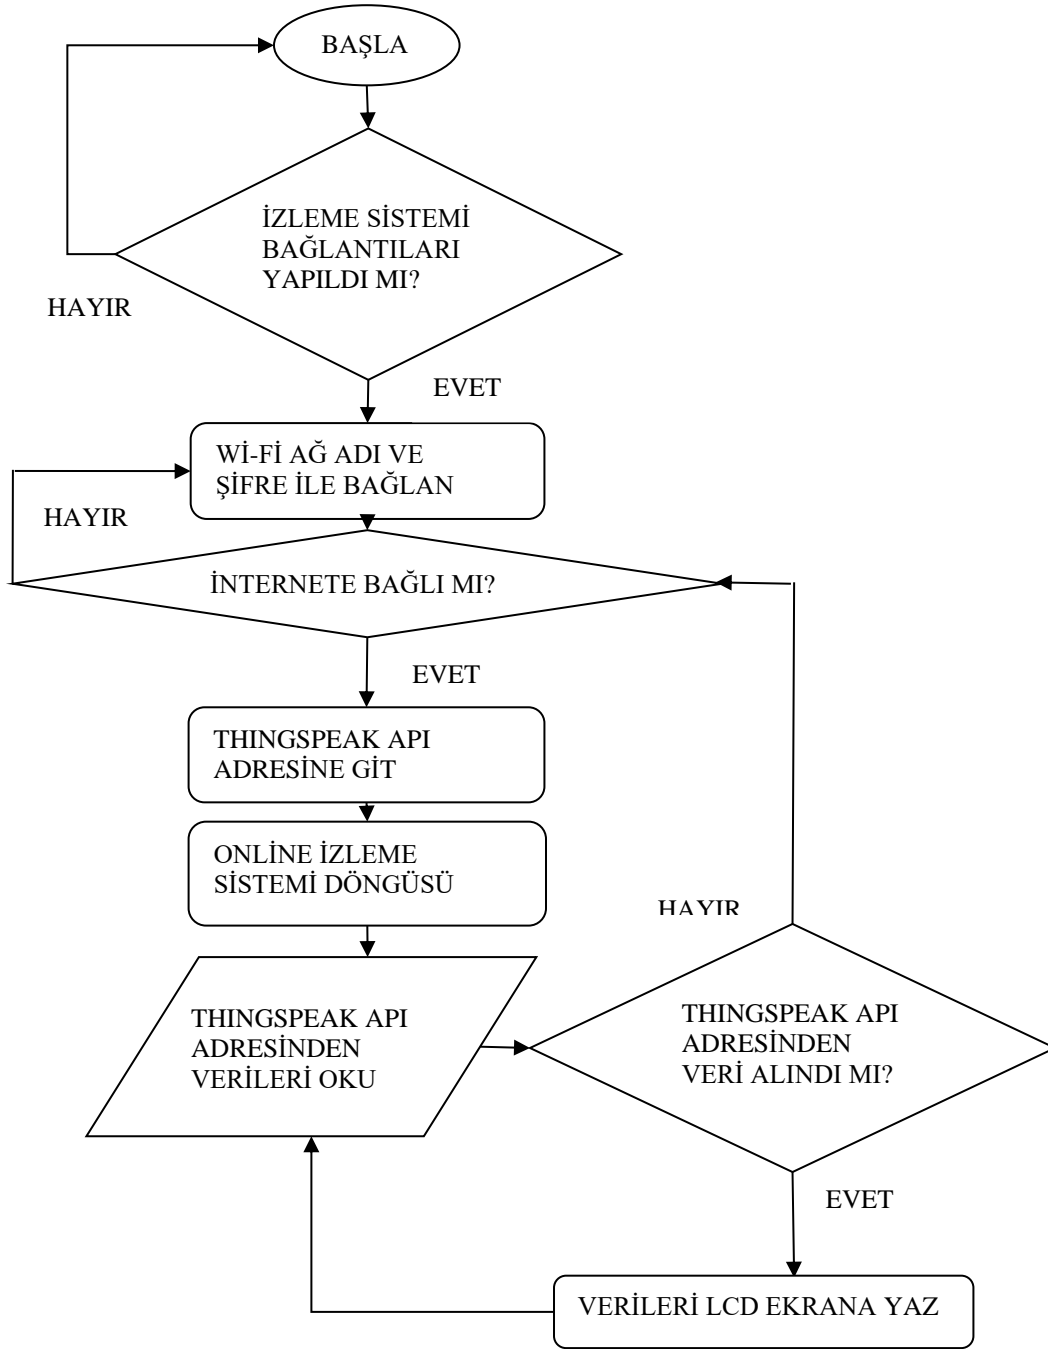 BAŞLA
İZLEME SİSTEMİ
BAĞLANTILARI
YAPILDI MI?
HAYIR
EVET
Wİ-Fİ AĞ ADI VE
ŞİFRE İLE BAĞLAN
HAYIR
İNTERNETE BAĞLI MI?
EVET
THINGSPEAK API
ADRESİNE GİT
ONLİNE İZLEME
SİSTEMİ DÖNGÜSÜ
HAYIR
THINGSPEAK API
ADRESİNDEN
VERİLERİ OKU
THINGSPEAK API
ADRESİNDEN
VERİ ALINDI MI?
EVET
VERİLERİ LCD EKRANA YAZ